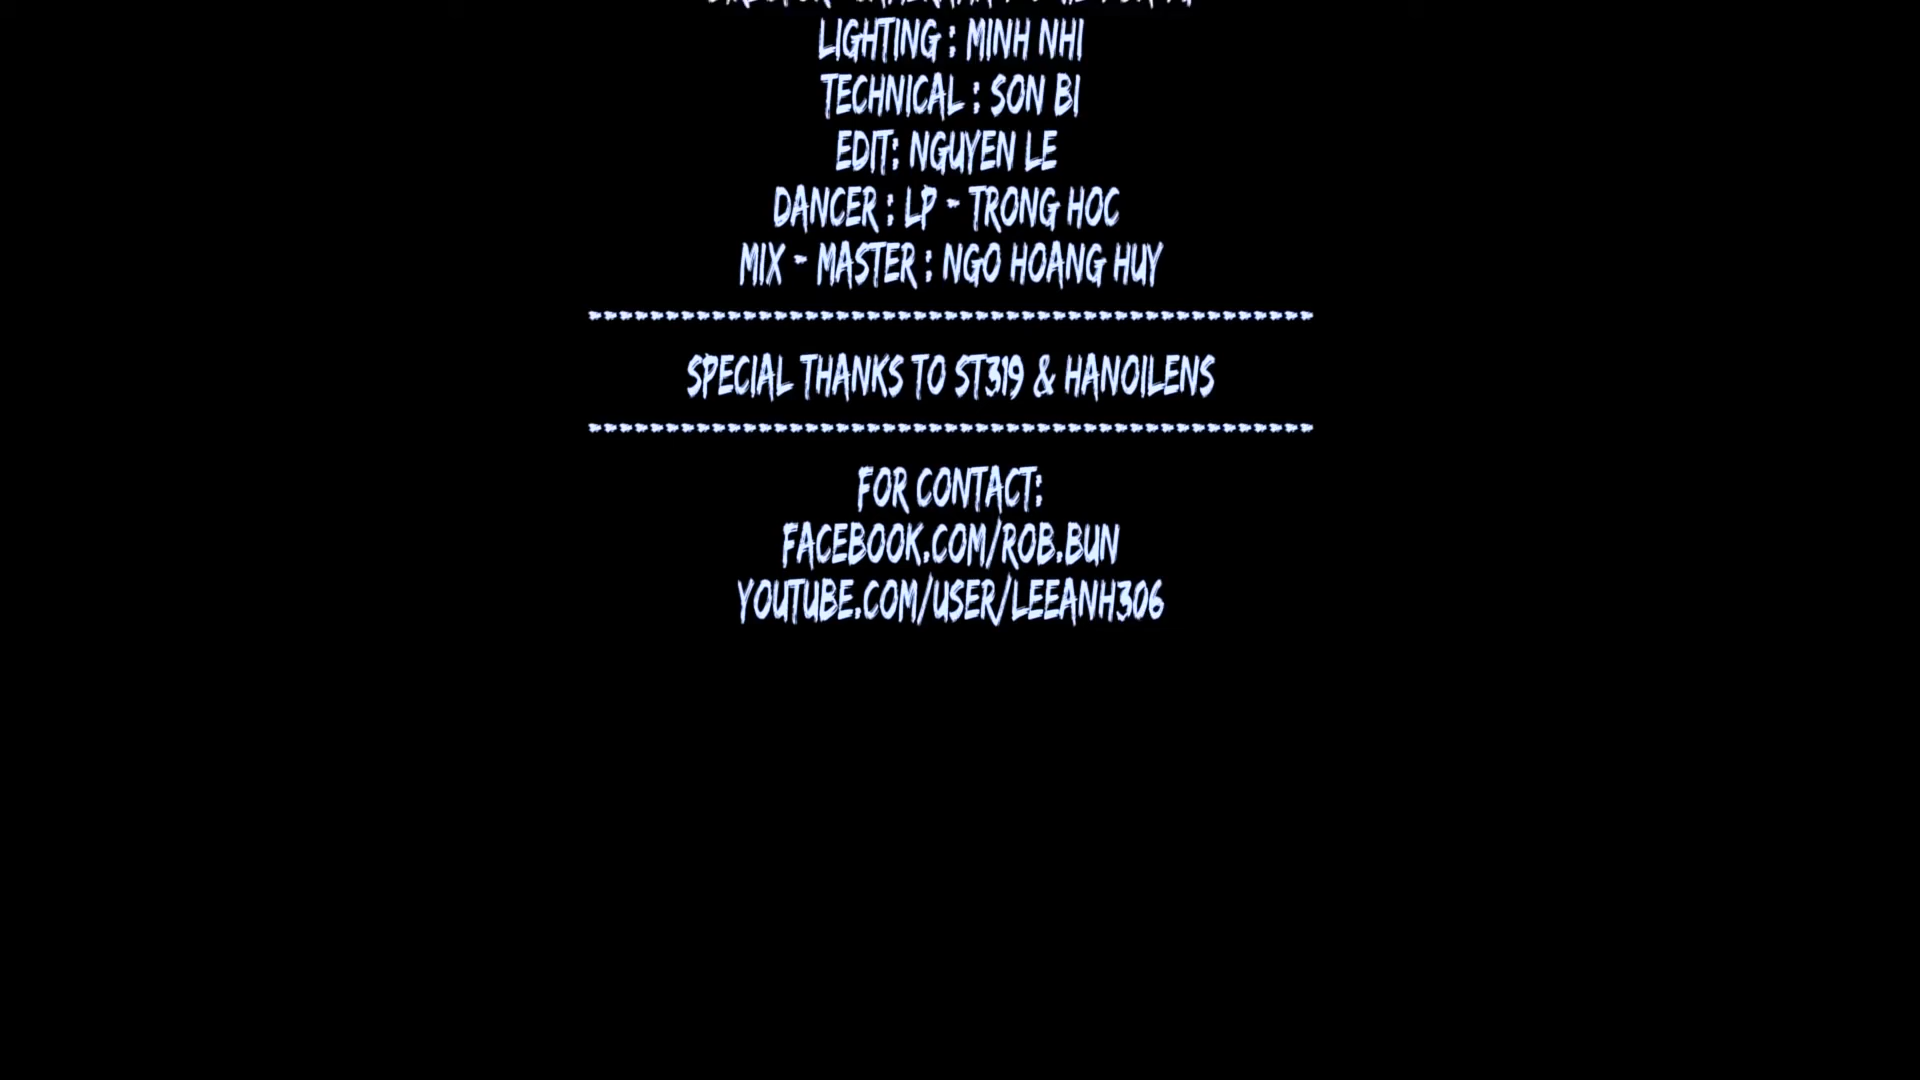 LIGHTING : MINH NHI
TECHNICAL : SON BI
EDIT: NGUYEN LE
DANCER : LP - TRONG HOC
MIX - MASTER : NGO HOANG HUY
-----------------------------------------------
SPECIAL THANKS TO ST319 & HANOILENS
-----------------------------------------------
FOR CONTACT:
FACEBOOK.COM/ROB.BUN
YOUTUBE.COM/USER/LEEANH306